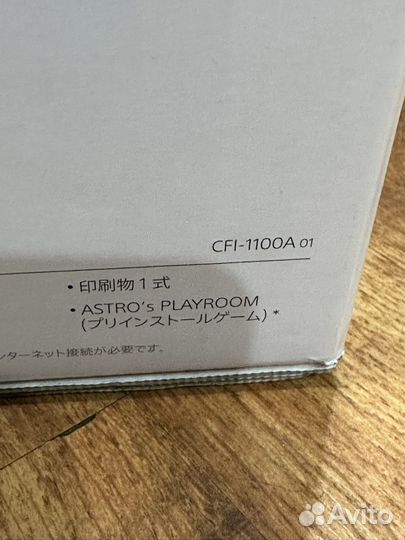 CFI-1100A 01
・印刷物1式
・ASTRO's PLAYROOM
(プリインストールゲーム)*
ンターネット接続が必要です。
Avito